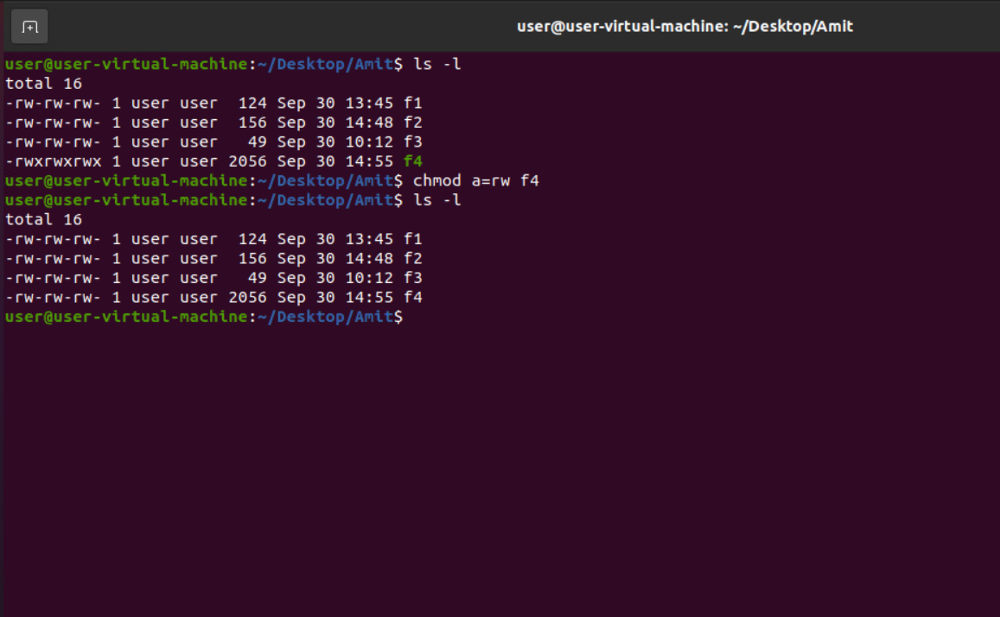 user@user-virtual-machine: ~/Desktop/Amit
user@user-virtual-machine:~/Desktop/Amit$ ls -l
total 16
-rw-rw-rw- 1 user user  124 Sep 30 13:45 f1
-rw-rw-rw- 1 user user  156 Sep 30 14:48 f2
-rw-rw-rw- 1 user user   49 Sep 30 10:12 f3
-rwxrwxrwx 1 user user 2056 Sep 30 14:55 f4
user@user-virtual-machine:~/Desktop/Amit$ chmod a=rw f4
user@user-virtual-machine:~/Desktop/Amit$ ls -l
total 16
-rw-rw-rw- 1 user user  124 Sep 30 13:45 f1
-rw-rw-rw- 1 user user  156 Sep 30 14:48 f2
-rw-rw-rw- 1 user user   49 Sep 30 10:12 f3
-rw-rw-rw- 1 user user 2056 Sep 30 14:55 f4
user@user-virtual-machine:~/Desktop/Amit$